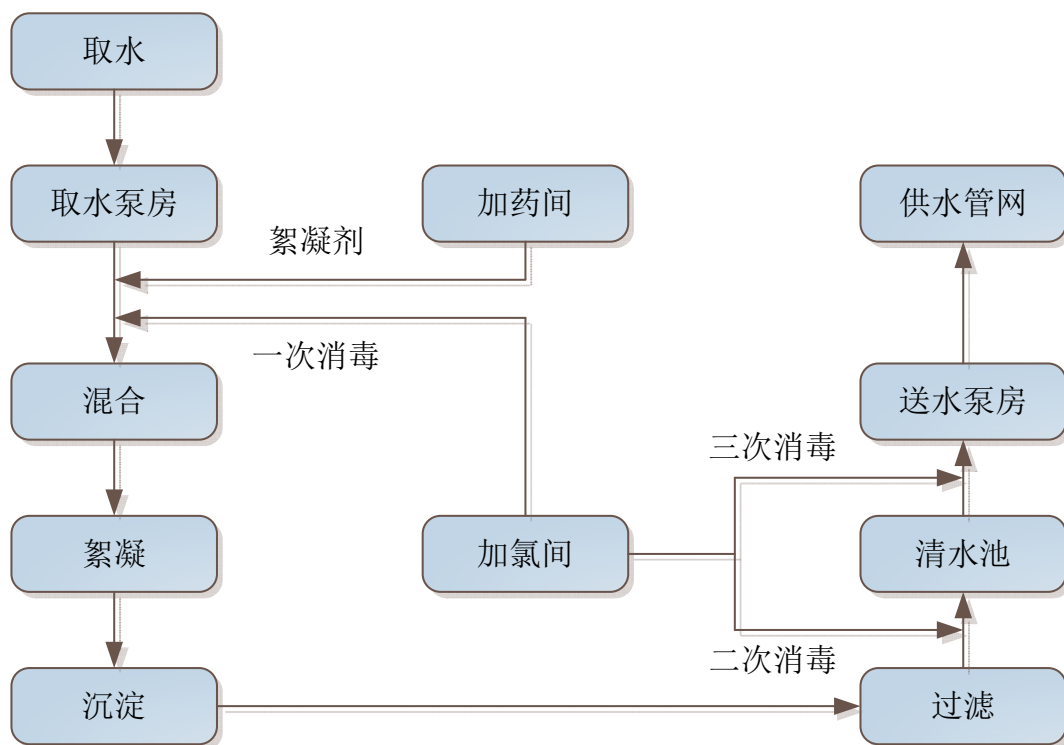 取水
取水泵房
加药间
供水管网
絮凝剂
一次消毒
混合
送水泵房
三次消毒
絮凝
加氯间
清水池
二次消毒
沉淀
过滤